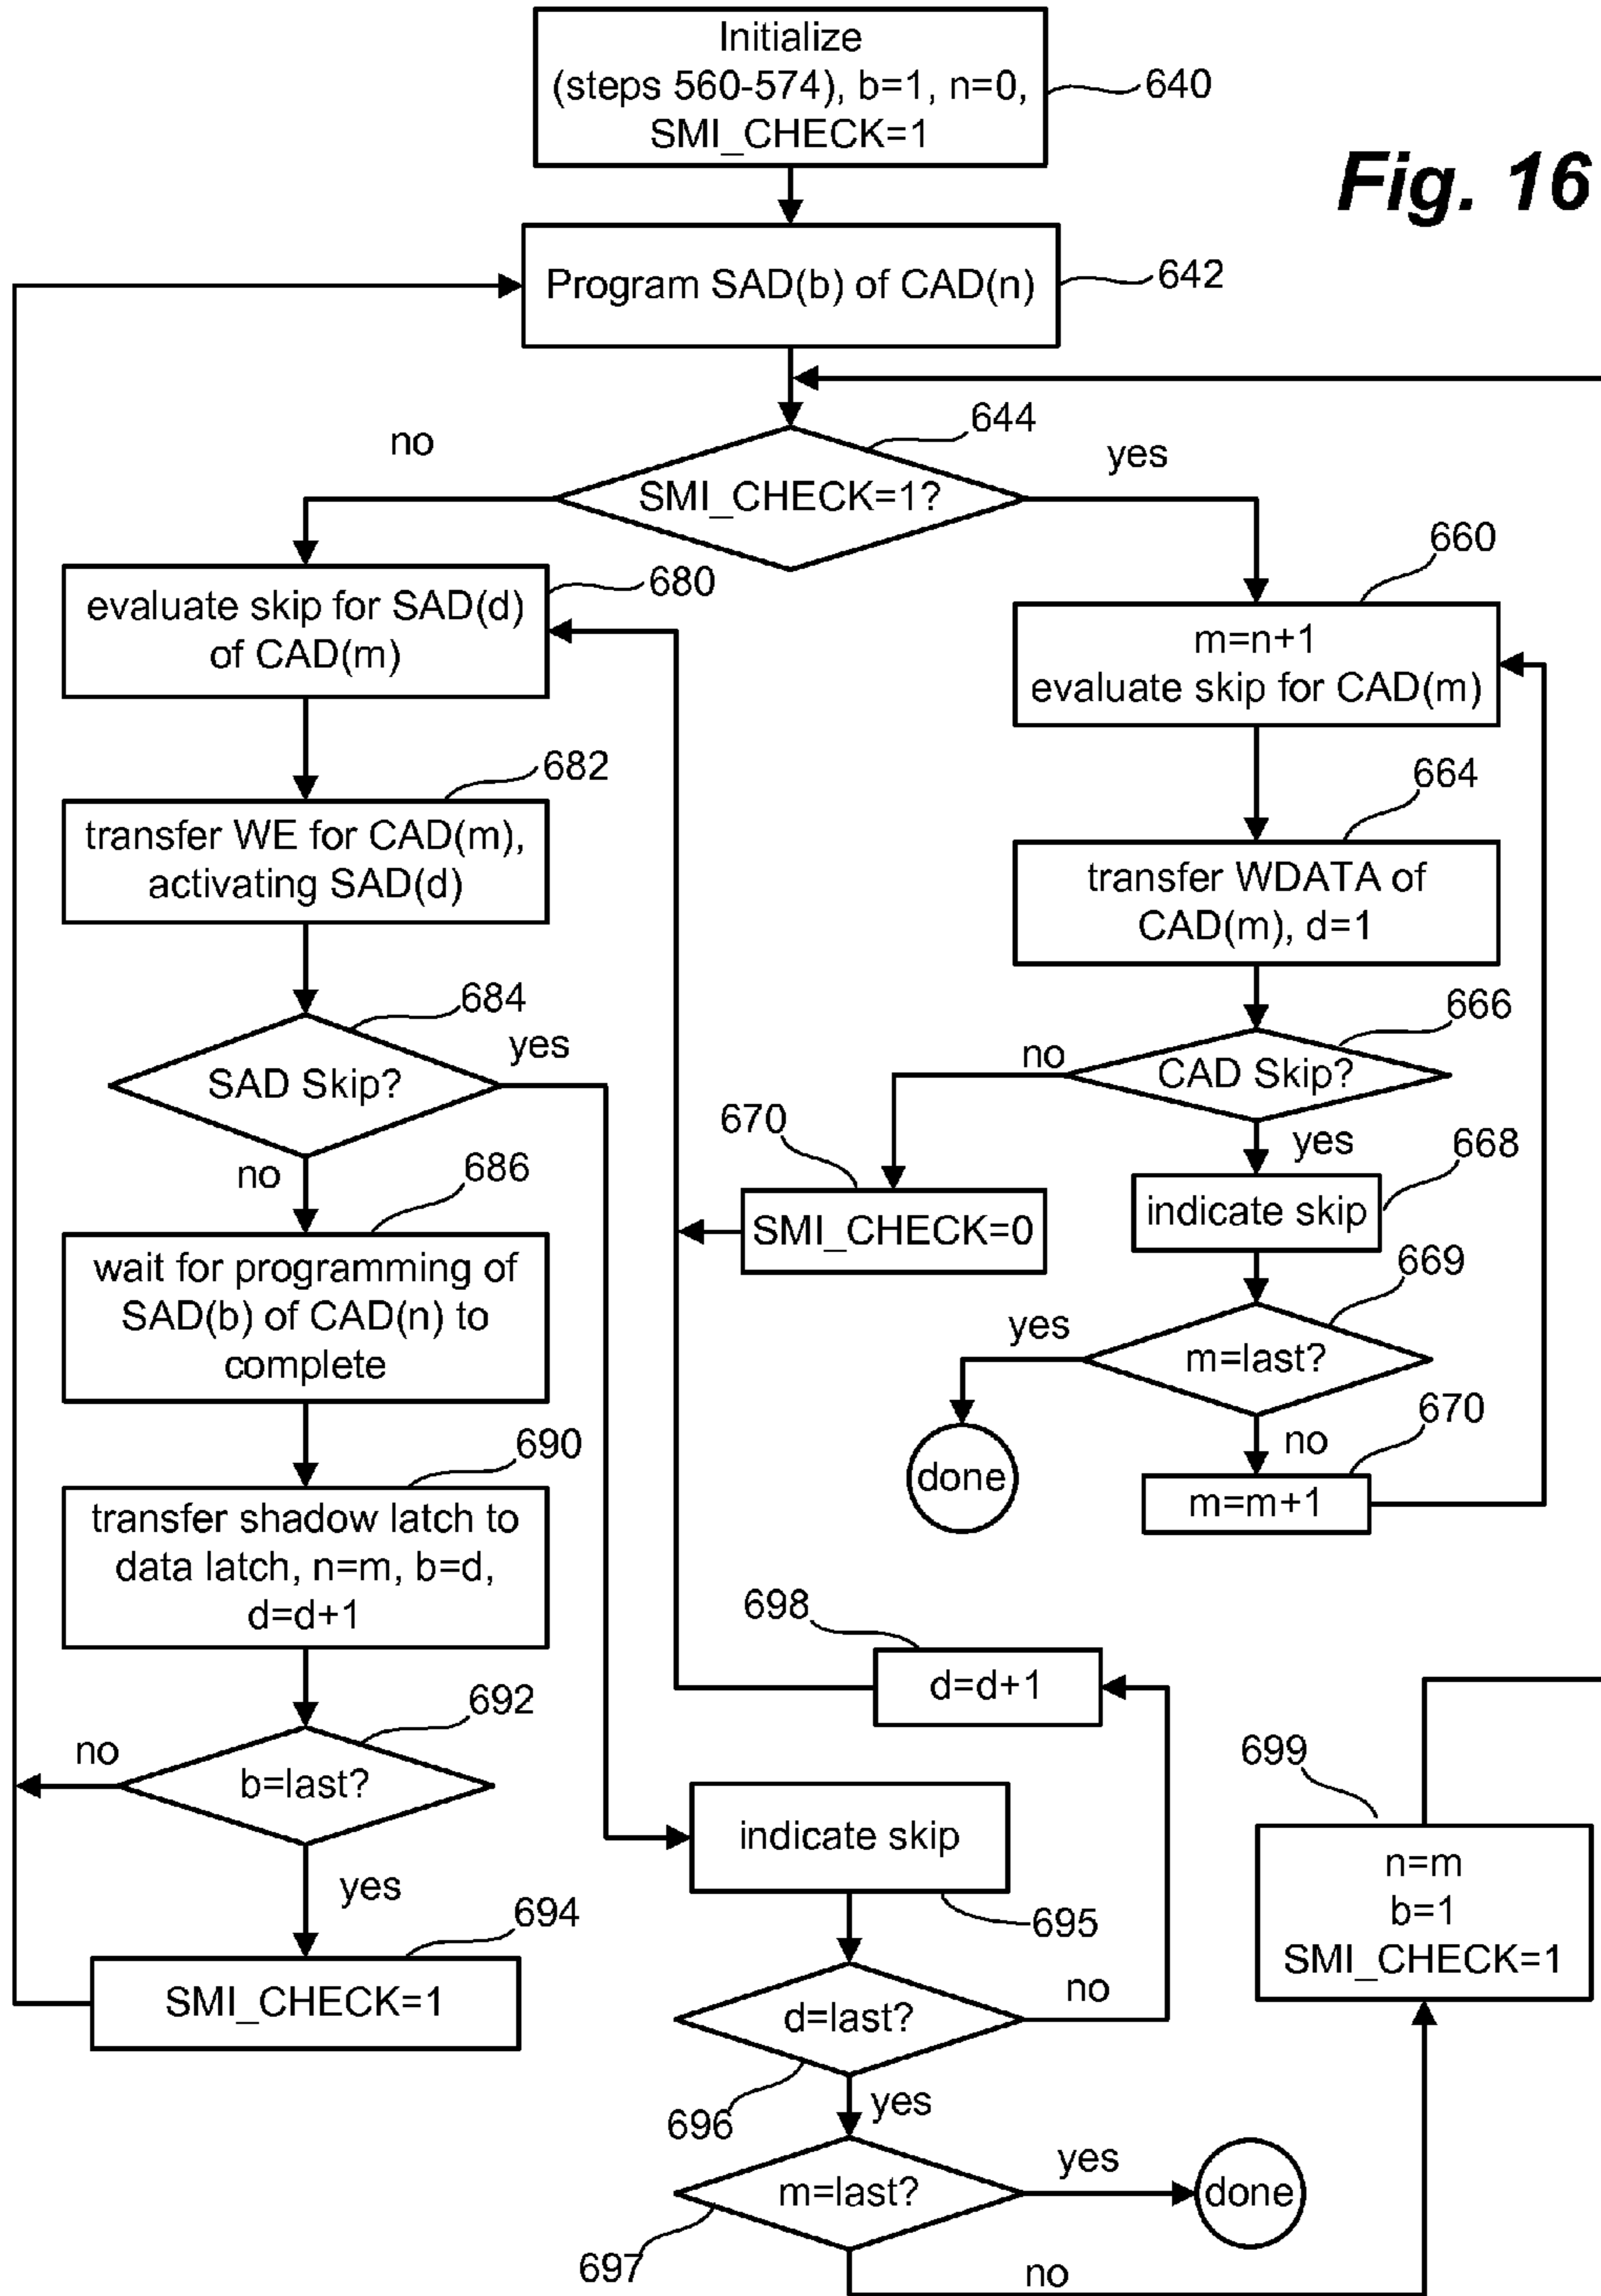 Initialize
(steps 560-574), b=1, n=0,
SMI_CHECK=1
640
Fig. 16
Program SAD(b) of CAD(n)
642
644
no
yes
SMI_CHECK=1?
660
680
evaluate skip for SAD(d)
of CAD(m)
m=n+1
evaluate skip for CAD(m)
682
664
transfer WE for CAD(m),
activating SAD(d)
transfer WDATA of
CAD(m), d=1
684
666
yes
no
SAD Skip?
CAD Skip?
670
yes
668
no
686
indicate skip
SMI_CHECK=0
669
wait for programming of
SAD(b) of CAD(n) to
complete
yes
m=last?
670
690
no
done
m=m+1
transfer shadow latch to
data latch, n=m, b=d,
d=d+1
698
d=d+1
692
no
b=last?
699
indicate skip
yes
n=m
b=1
SMI_CHECK=1
694
695
SMI_CHECK=1
no
d=last?
696
yes
yes
m=last?
done
697
no